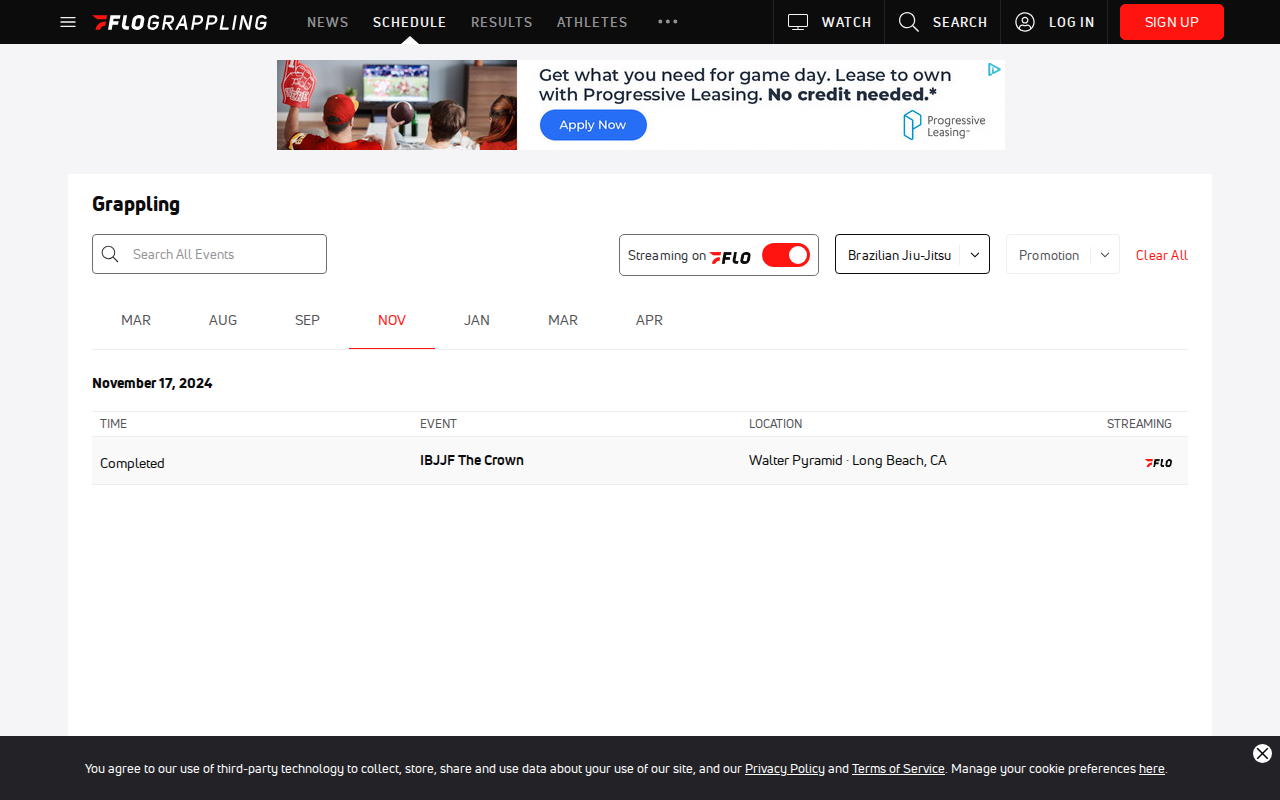 FLOGRAPPLING NEWS SCHEDULE RESULTS ATHLETES WATCH SEARCH LOG IN SIGN UP
Get what you need for game day. Lease to own
with Progressive Leasing. No credit needed.*
Apply Now
Progressive
Leasing
Grappling
Search All Events
Streaming on FLO
Brazilian Jiu-Jitsu
Promotion
Clear All
MAR AUG SEP NOV JAN MAR APR
November 17, 2024
TIME EVENT LOCATION STREAMING
Completed IBJJF The Crown Walter Pyramid · Long Beach, CA FLO
You agree to our use of third-party technology to collect, store, share and use data about your use of our site, and our Privacy Policy and Terms of Service. Manage your cookie preferences here.